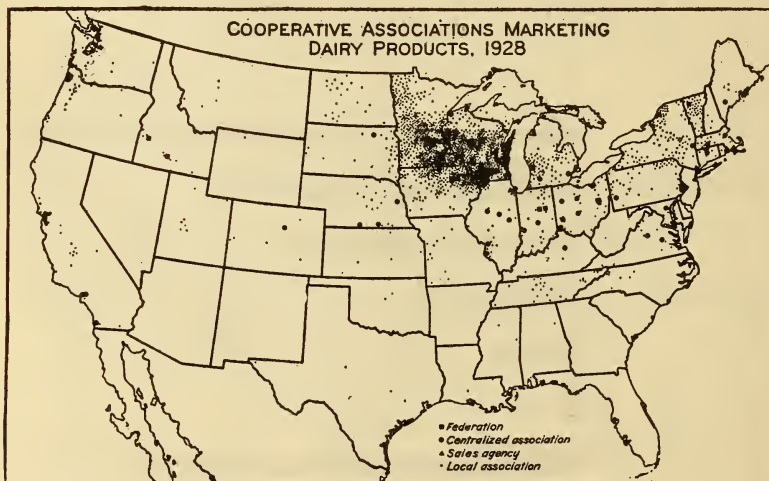 COOPERATIVE ASSOCIATIONS MARKETING
DAIRY PRODUCTS, 1928
Federation
Centralized association
Sales agency
Local association